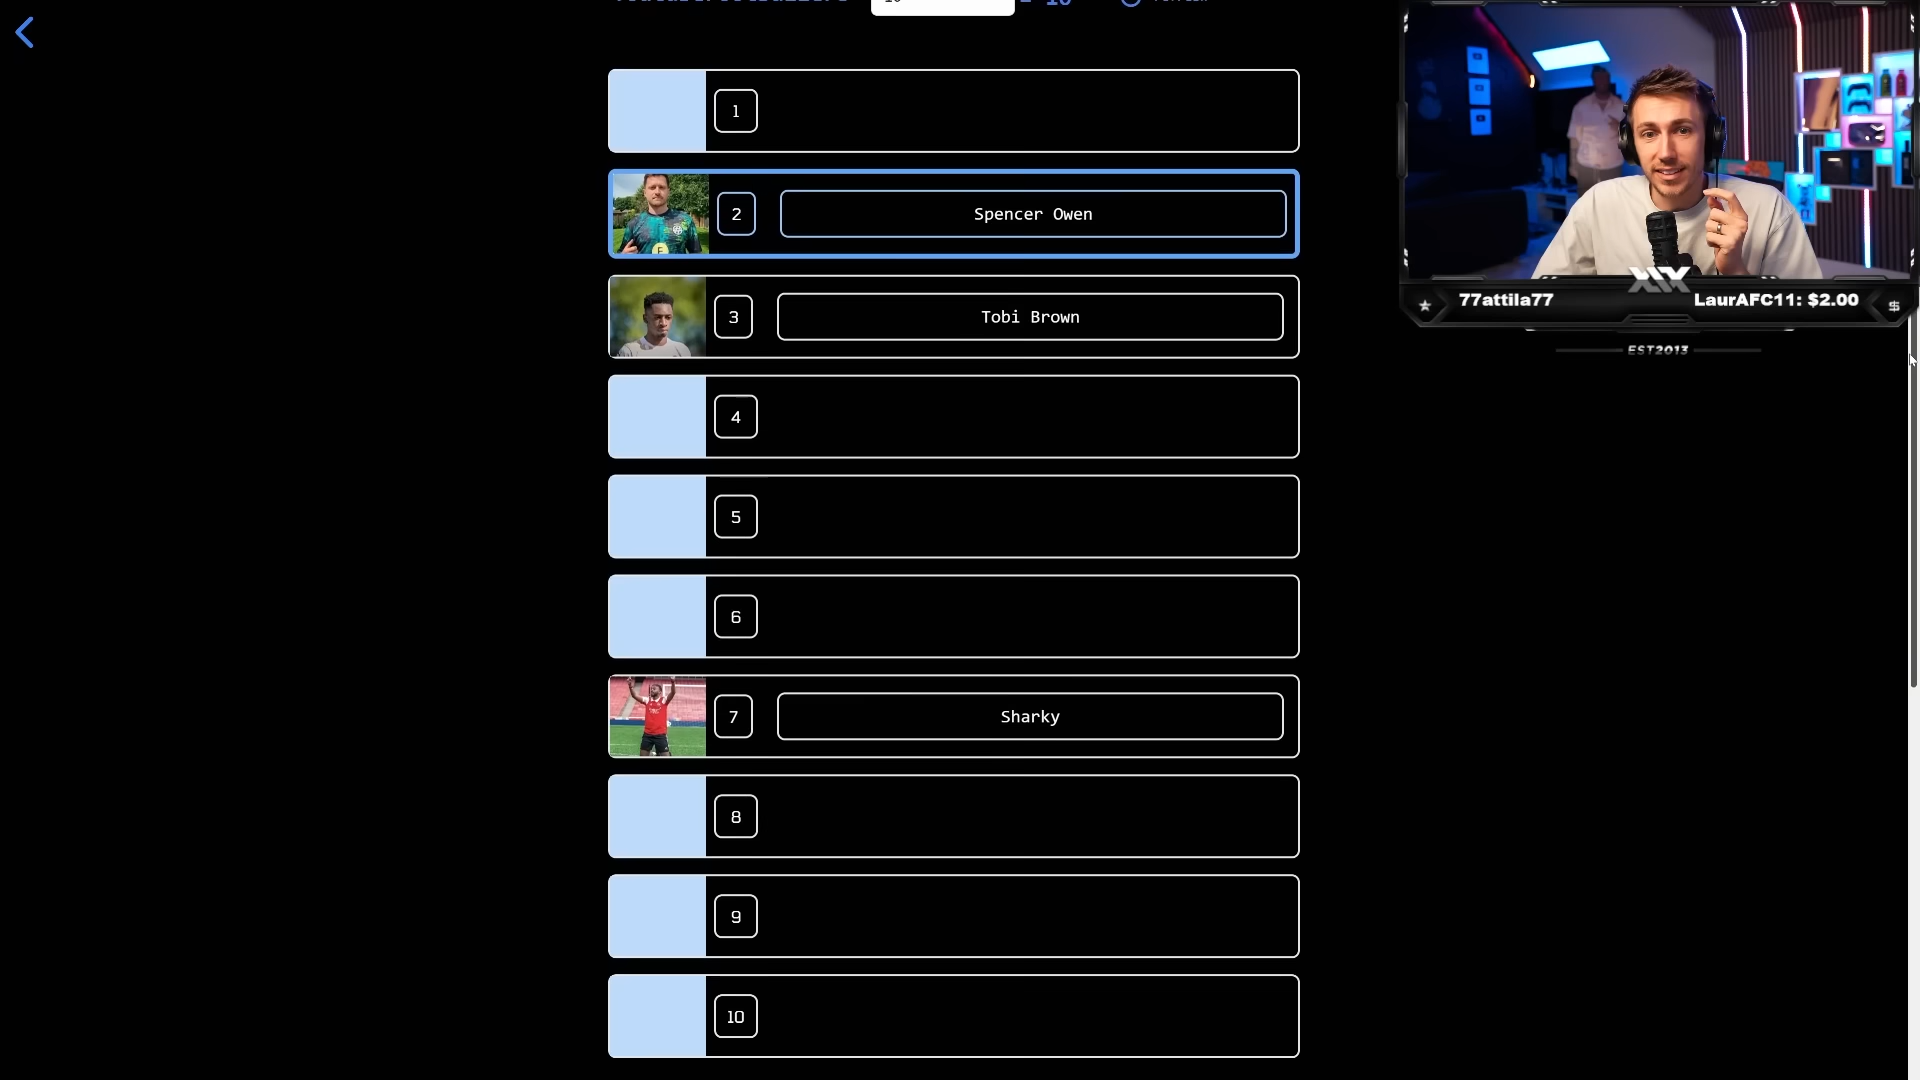 1
2
Spencer Owen
3
Tobi Brown
4
5
6
7
Sharky
8
9
10
XIX
77attila77
LaurAFC11: $2.00
EST2013